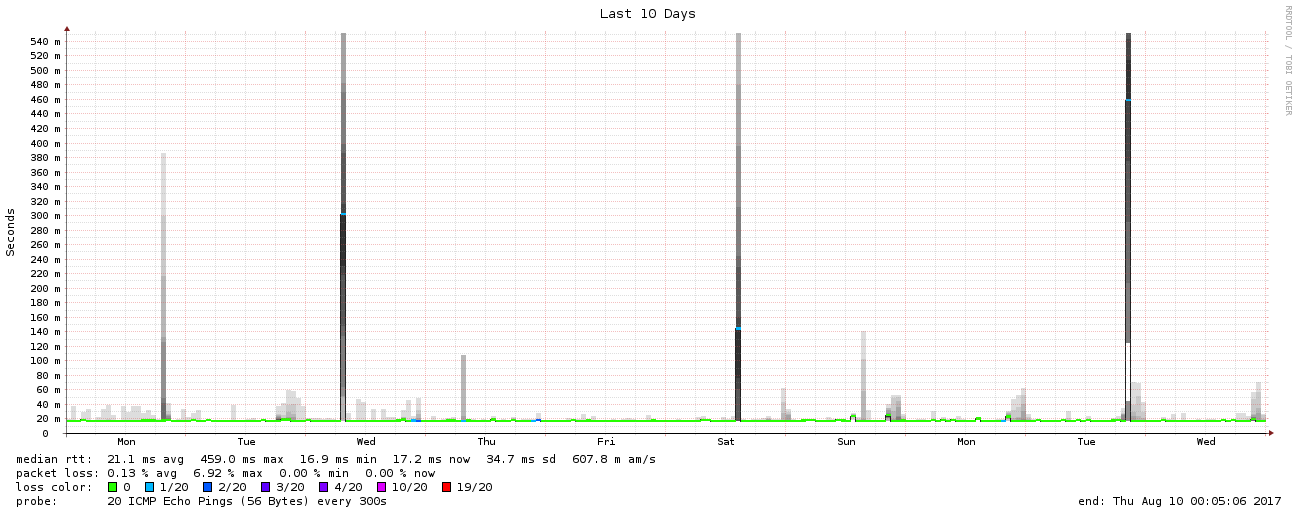 Last 10 Days
RRDTOOL / TOBI OETIKER
Seconds
540 m
520 m
500 m
480 m
460 m
440 m
420 m
400 m
380 m
360 m
340 m
320 m
300 m
280 m
260 m
240 m
220 m
200 m
180 m
160 m
140 m
120 m
100 m
80 m
60 m
40 m
20 m
0
Mon Tue Wed Thu Fri Sat Sun Mon Tue Wed
median rtt: 21.1 ms avg 459.0 ms max 16.9 ms min 17.2 ms now 34.7 ms sd 607.8 m am/s
packet loss: 0.13 % avg 6.92 % max 0.00 % min 0.00 % now
loss color: 0 1/20 2/20 3/20 4/20 10/20 19/20
probe: 20 ICMP Echo Pings (56 Bytes) every 300s end: Thu Aug 10 00:05:06 2017